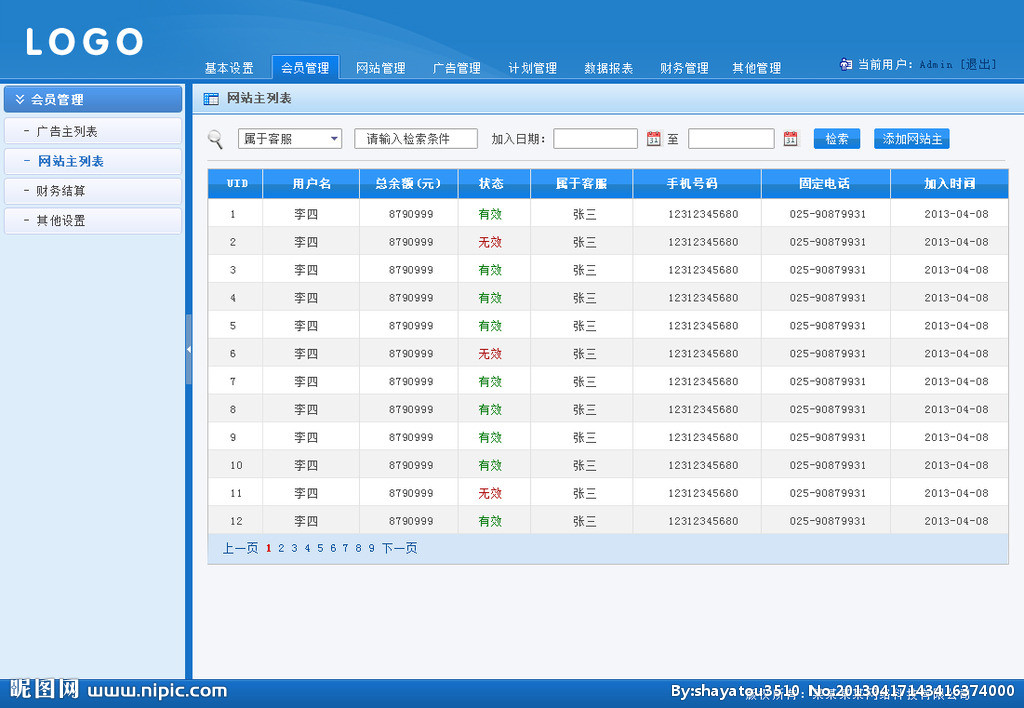 LOGO
基本设置 会员管理 网站管理 广告管理 计划管理 数据报表 财务管理 其他管理 当前用户: Admin [退出]
会员管理
- 广告主列表
- 网站主列表
- 财务结算
- 其他设置
网站主列表
属于客服 请输入检索条件 加入日期: 31 至 31 检索 添加网站主
UID 用户名 总余额(元) 状态 属于客服 手机号码 固定电话 加入时间
1 李四 8790999 有效 张三 12312345680 025-90879931 2013-04-08
2 李四 8790999 无效 张三 12312345680 025-90879931 2013-04-08
3 李四 8790999 有效 张三 12312345680 025-90879931 2013-04-08
4 李四 8790999 有效 张三 12312345680 025-90879931 2013-04-08
5 李四 8790999 有效 张三 12312345680 025-90879931 2013-04-08
6 李四 8790999 无效 张三 12312345680 025-90879931 2013-04-08
7 李四 8790999 有效 张三 12312345680 025-90879931 2013-04-08
8 李四 8790999 有效 张三 12312345680 025-90879931 2013-04-08
9 李四 8790999 有效 张三 12312345680 025-90879931 2013-04-08
10 李四 8790999 有效 张三 12312345680 025-90879931 2013-04-08
11 李四 8790999 无效 张三 12312345680 025-90879931 2013-04-08
12 李四 8790999 有效 张三 12312345680 025-90879931 2013-04-08
上一页 1 2 3 4 5 6 7 8 9 下一页
昵图网 www.nipic.com By:shayatou3510 No:20130417143416374000